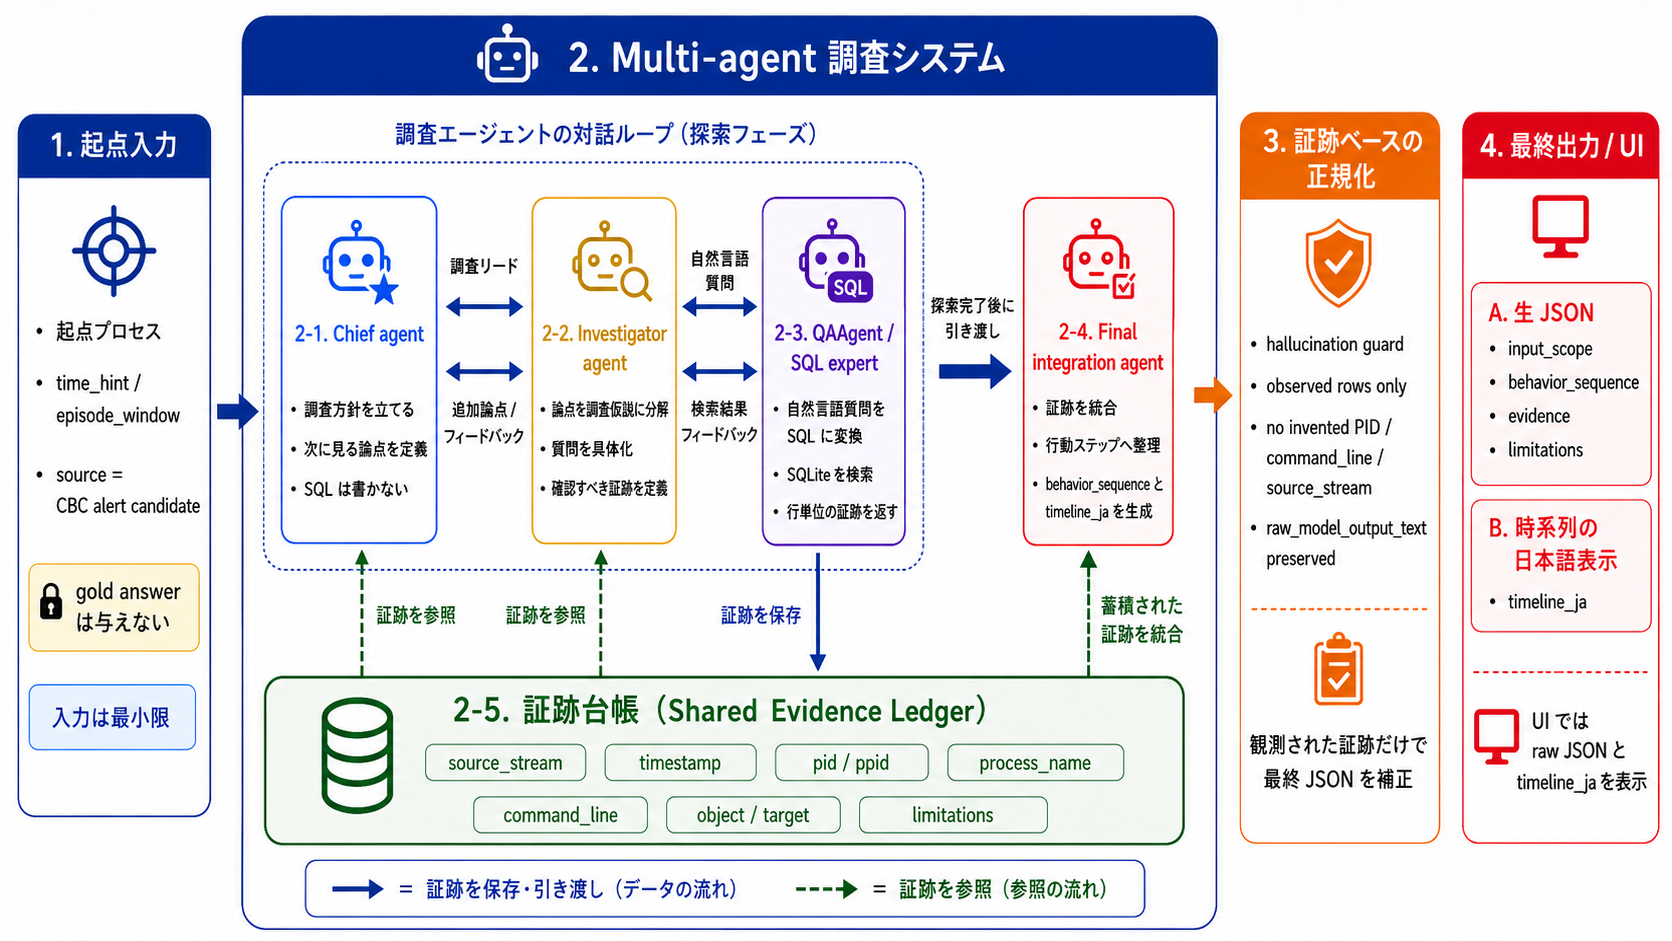 1. 起点入力
• 起点プロセス
• time_hint /
episode_window
• source =
CBC alert candidate
gold answer
は与えない
入力は最小限
2. Multi-agent 調査システム
調査エージェントの対話ループ（探索フェーズ）
2-1. Chief agent
• 調査方針を立てる
• 次に見る論点を定義
• SQL は書かない
調査リード
追加論点 /
フィードバック
2-2. Investigator
agent
• 論点を調査仮説に分解
• 質問を具体化
• 確認すべき証跡を定義
自然言語
質問
検索結果
フィードバック
SQL
2-3. QAAgent /
SQL expert
• 自然言語質問を
SQL に変換
• SQLite を検索
• 行単位の証跡を返す
探索完了後に
引き渡し
2-4. Final
integration agent
• 証跡を統合
• 行動ステップへ整理
• behavior_sequence と
timeline_ja を生成
証跡を参照
証跡を参照
証跡を保存
蓄積された
証跡を統合
2-5. 証跡台帳（Shared Evidence Ledger）
source_stream
timestamp
pid / ppid
process_name
command_line
object / target
limitations
= 証跡を保存・引き渡し（データの流れ）
= 証跡を参照（参照の流れ）
3. 証跡ベースの
正規化
• hallucination guard
• observed rows only
• no invented PID /
command_line /
source_stream
• raw_model_output_text
preserved
観測された証跡だけで
最終 JSON を補正
4. 最終出力 / UI
A. 生 JSON
• input_scope
• behavior_sequence
• evidence
• limitations
B. 時系列の
日本語表示
• timeline_ja
UI では
raw JSON と
timeline_ja を表示